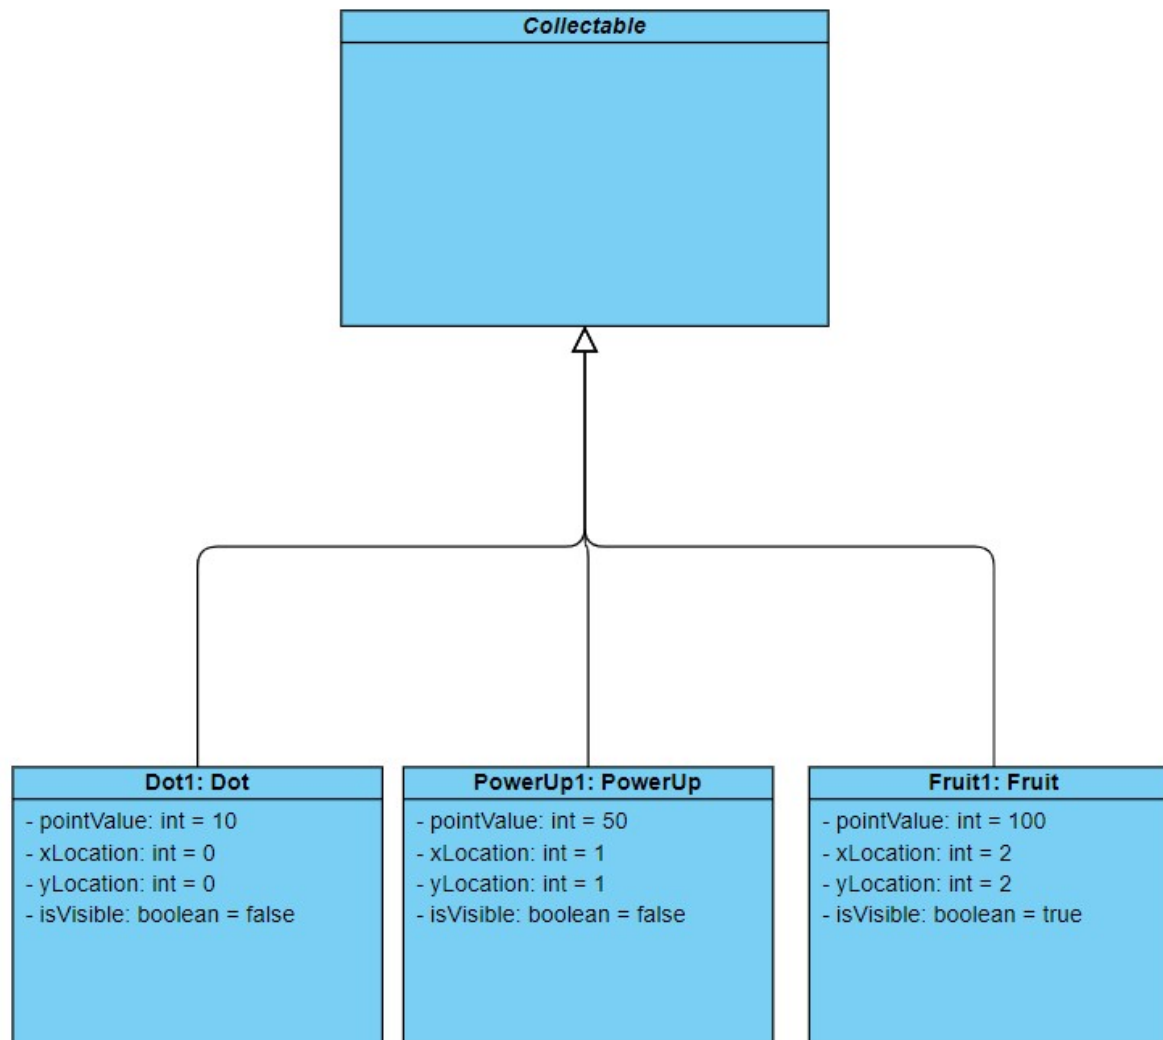 Collectable
Dot1: Dot
- pointValue: int = 10
- xLocation: int = 0
- yLocation: int = 0
- isVisible: boolean = false
PowerUp1: PowerUp
- pointValue: int = 50
- xLocation: int = 1
- yLocation: int = 1
- isVisible: boolean = false
Fruit1: Fruit
- pointValue: int = 100
- xLocation: int = 2
- yLocation: int = 2
- isVisible: boolean = true